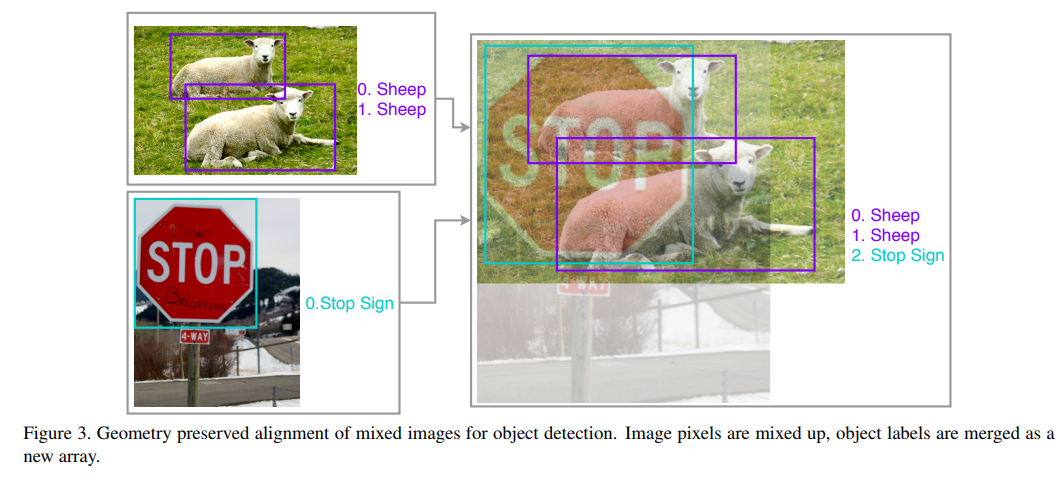 0. Sheep
1. Sheep
DON'T
STOP
BELIEVING
4-WAY
0.Stop Sign
STOP
4-WAY
0. Sheep
1. Sheep
2. Stop Sign
Figure 3. Geometry preserved alignment of mixed images for object detection. Image pixels are mixed up, object labels are merged as a
new array.